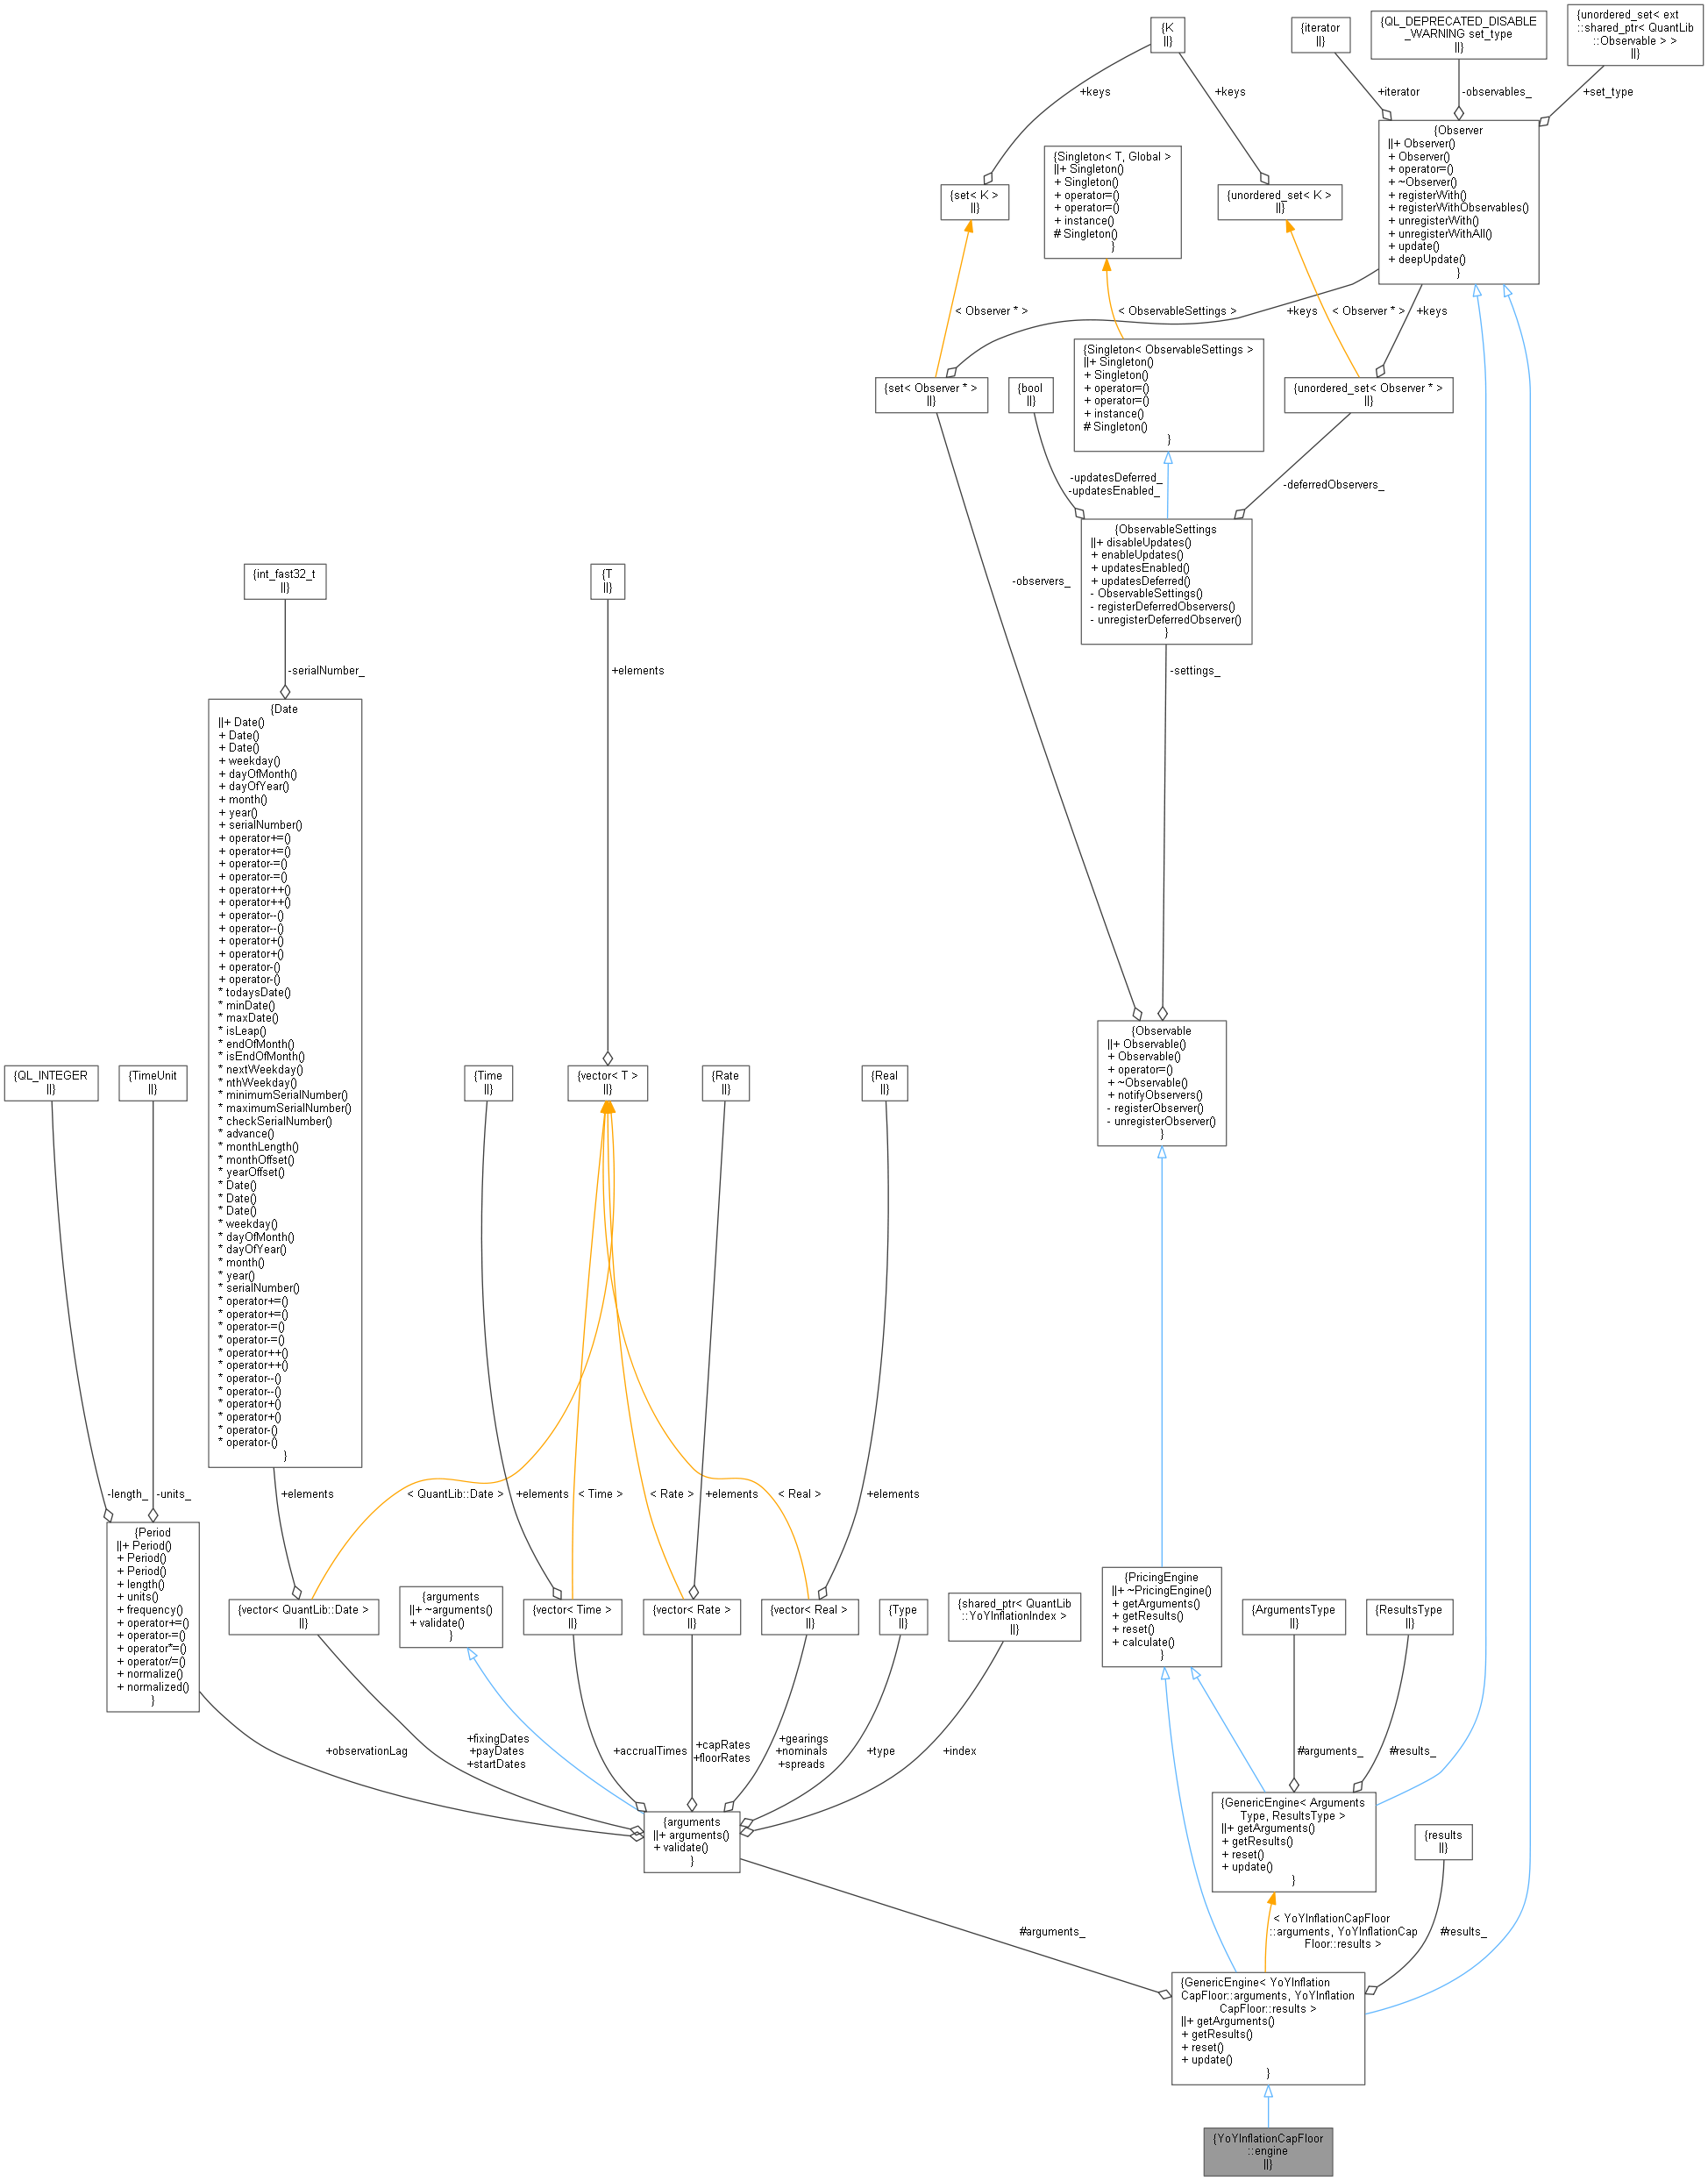 {K
||}
{iterator
||}
{QL_DEPRECATED_DISABLE
_WARNING set_type
||}
{unordered_set< ext
::shared_ptr< QuantLib
::Observable > >
||}
+keys
+keys
+iterator
-observables_
+set_type
{set< K >
||}
{Singleton< T, Global >
||+ Singleton()
+ Singleton()
+ operator=()
+ operator=()
+ instance()
# Singleton()
}
{unordered_set< K >
||}
{Observer
||+ Observer()
+ Observer()
+ operator=()
+ ~Observer()
+ registerWith()
+ registerWithObservables()
+ unregisterWith()
+ unregisterWithAll()
+ update()
+ deepUpdate()
}
< Observer * >
< ObservableSettings >
+keys
< Observer * >
+keys
{set< Observer * >
||}
{bool
||}
{Singleton< ObservableSettings >
||+ Singleton()
+ Singleton()
+ operator=()
+ operator=()
+ instance()
# Singleton()
}
{unordered_set< Observer * >
||}
-updatesDeferred_
-updatesEnabled_
-deferredObservers_
{ObservableSettings
||+ disableUpdates()
+ enableUpdates()
+ updatesEnabled()
+ updatesDeferred()
- ObservableSettings()
- registerDeferredObservers()
- unregisterDeferredObserver()
}
-observers_
-settings_
{int_fast32_t
||}
{T
||}
-serialNumber_
+elements
{Date
||+ Date()
+ Date()
+ Date()
+ weekday()
+ dayOfMonth()
+ dayOfYear()
+ month()
+ year()
+ serialNumber()
+ operator+=()
+ operator+=()
+ operator-=()
+ operator-=()
+ operator++()
+ operator++()
+ operator--()
+ operator--()
+ operator+()
+ operator+()
+ operator-()
+ operator-()
* todaysDate()
* minDate()
* maxDate()
* isLeap()
* endOfMonth()
* isEndOfMonth()
* nextWeekday()
* nthWeekday()
* minimumSerialNumber()
* maximumSerialNumber()
* checkSerialNumber()
* advance()
* monthLength()
* monthOffset()
* yearOffset()
* Date()
* Date()
* Date()
* weekday()
* dayOfMonth()
* dayOfYear()
* month()
* year()
* serialNumber()
* operator+=()
* operator+=()
* operator-=()
* operator-=()
* operator++()
* operator++()
* operator--()
* operator--()
* operator+()
* operator+()
* operator-()
* operator-()
}
{QL_INTEGER
||}
{TimeUnit
||}
{Time
||}
{vector< T >
||}
{Rate
||}
{Real
||}
{Observable
||+ Observable()
+ Observable()
+ operator=()
+ ~Observable()
+ notifyObservers()
- registerObserver()
- unregisterObserver()
}
-length_
-units_
+elements
< QuantLib::Date >
+elements
< Time >
< Rate >
+elements
< Real >
+elements
{Period
||+ Period()
+ Period()
+ Period()
+ length()
+ units()
+ frequency()
+ operator+=()
+ operator-=()
+ operator*=()
+ operator/=()
+ normalize()
+ normalized()
}
{vector< QuantLib::Date >
||}
{arguments
||+ ~arguments()
+ validate()
}
{vector< Time >
||}
{vector< Rate >
||}
{vector< Real >
||}
{Type
||}
{shared_ptr< QuantLib
::YoYInflationIndex >
||}
{PricingEngine
||+ ~PricingEngine()
+ getArguments()
+ getResults()
+ reset()
+ calculate()
}
{ArgumentsType
||}
{ResultsType
||}
+observationLag
+fixingDates
+payDates
+startDates
+accrualTimes
+capRates
+floorRates
+gearings
+nominals
+spreads
+type
+index
#arguments_
#results_
{arguments
||+ arguments()
+ validate()
}
{GenericEngine< Arguments
Type, ResultsType >
||+ getArguments()
+ getResults()
+ reset()
+ update()
}
{results
||}
#arguments_
< YoYInflationCapFloor
::arguments, YoYInflationCap
Floor::results >
#results_
{GenericEngine< YoYInflation
CapFloor::arguments, YoYInflation
CapFloor::results >
||+ getArguments()
+ getResults()
+ reset()
+ update()
}
{YoYInflationCapFloor
::engine
||}